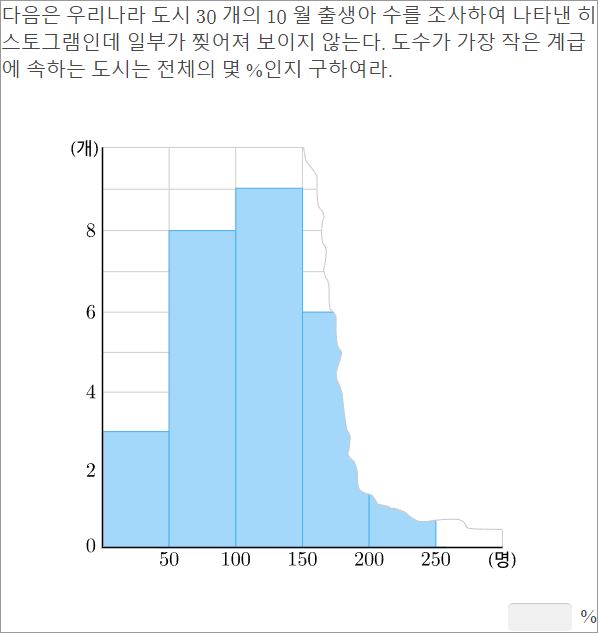 다음은 우리나라 도시 30 개의 10 월 출생아 수를 조사하여 나타낸 히
스토그램인데 일부가 찢어져 보이지 않는다. 도수가 가장 작은 계급
에 속하는 도시는 전체의 몇 %인지 구하여라.
(개)
8
6
4
2
0
50 100 150 200 250 (명)
%